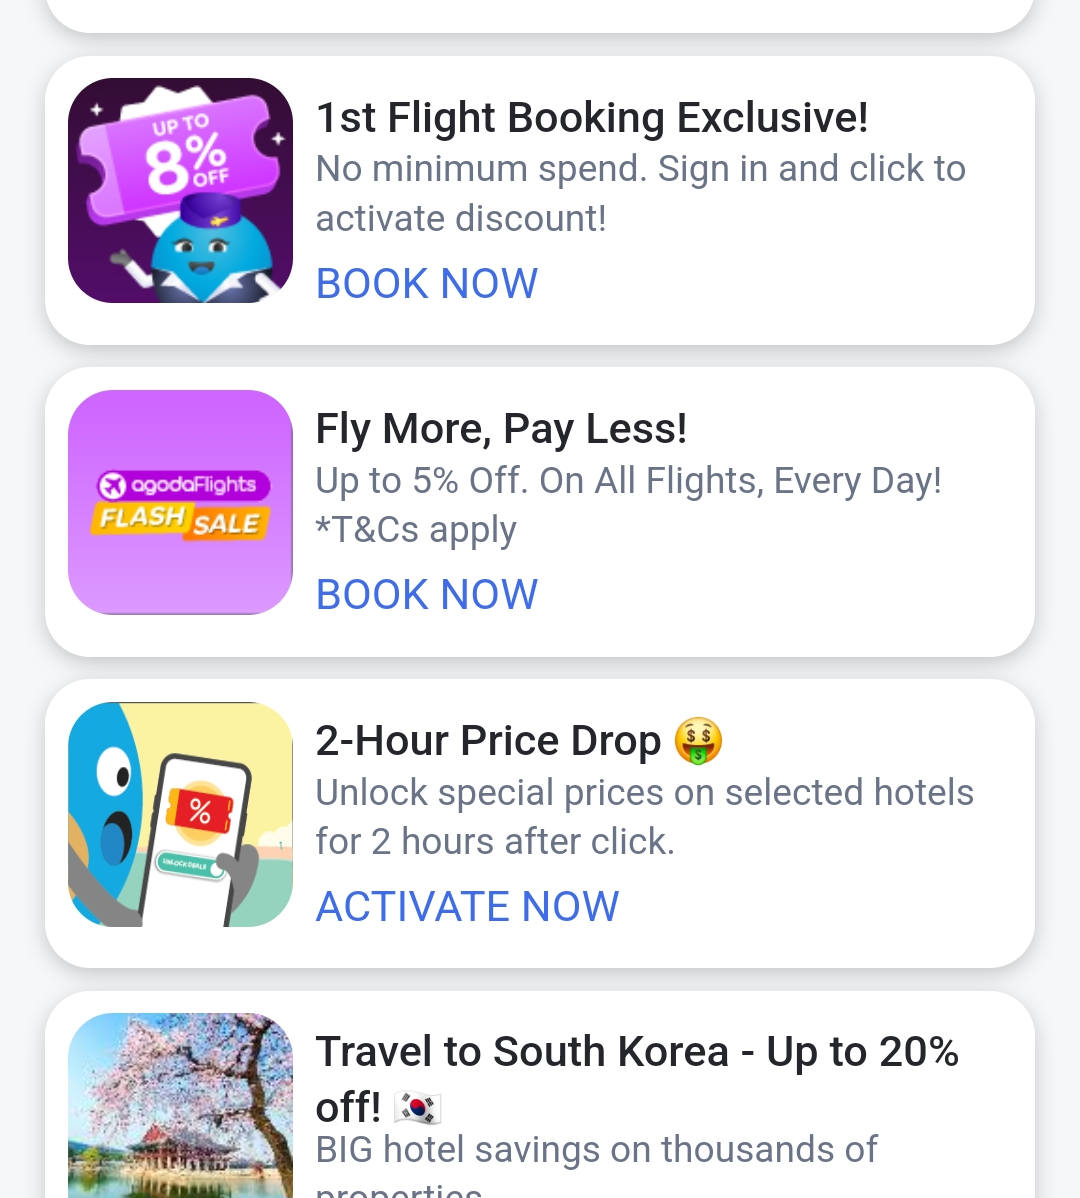 UP TO
8%
OFF
1st Flight Booking Exclusive!
No minimum spend. Sign in and click to
activate discount!
BOOK NOW
agodaFlights
FLASH SALE
Fly More, Pay Less!
Up to 5% Off. On All Flights, Every Day!
*T&Cs apply
BOOK NOW
%
UNLOCK DEALS
2-Hour Price Drop 🤑
Unlock special prices on selected hotels
for 2 hours after click.
ACTIVATE NOW
Travel to South Korea - Up to 20%
off! 🇰🇷
BIG hotel savings on thousands of
properties